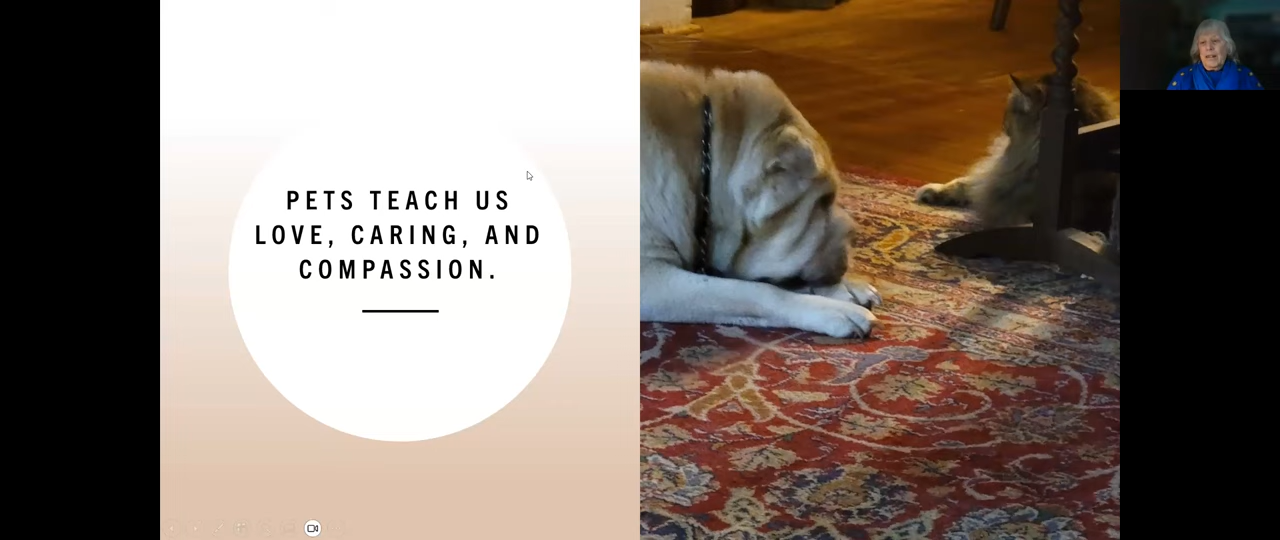 PETS TEACH US
LOVE, CARING, AND
COMPASSION.